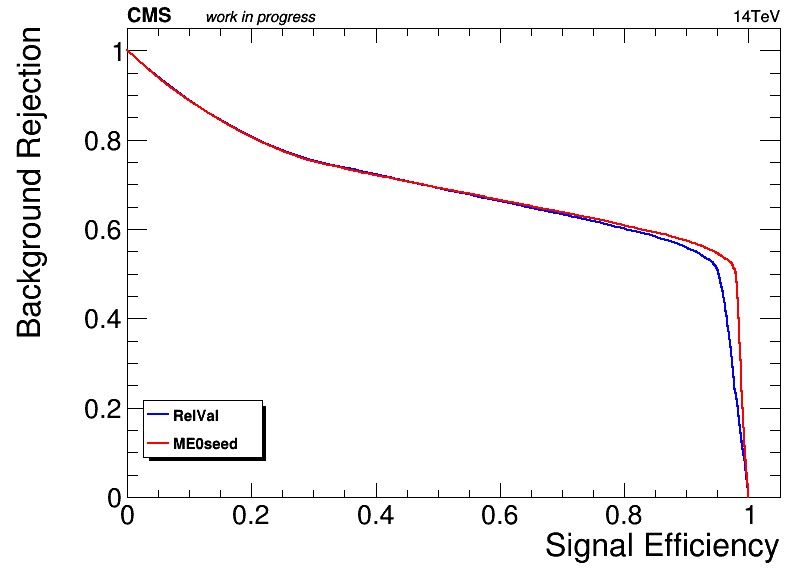 CMS work in progress 14TeV
Background Rejection
1
0.8
0.6
0.4
0.2
0
RelVal
ME0seed
0 0.2 0.4 0.6 0.8 1
Signal Efficiency